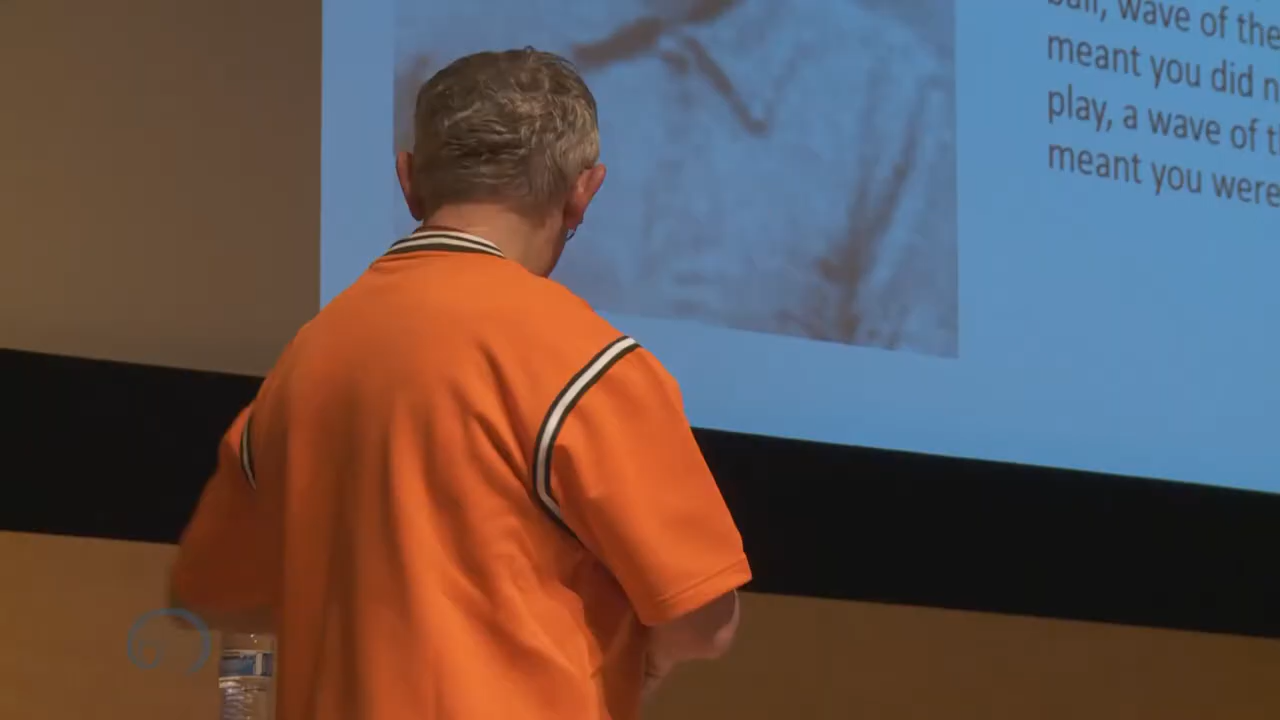 ball, wave of the
meant you did n
play, a wave of t
meant you were